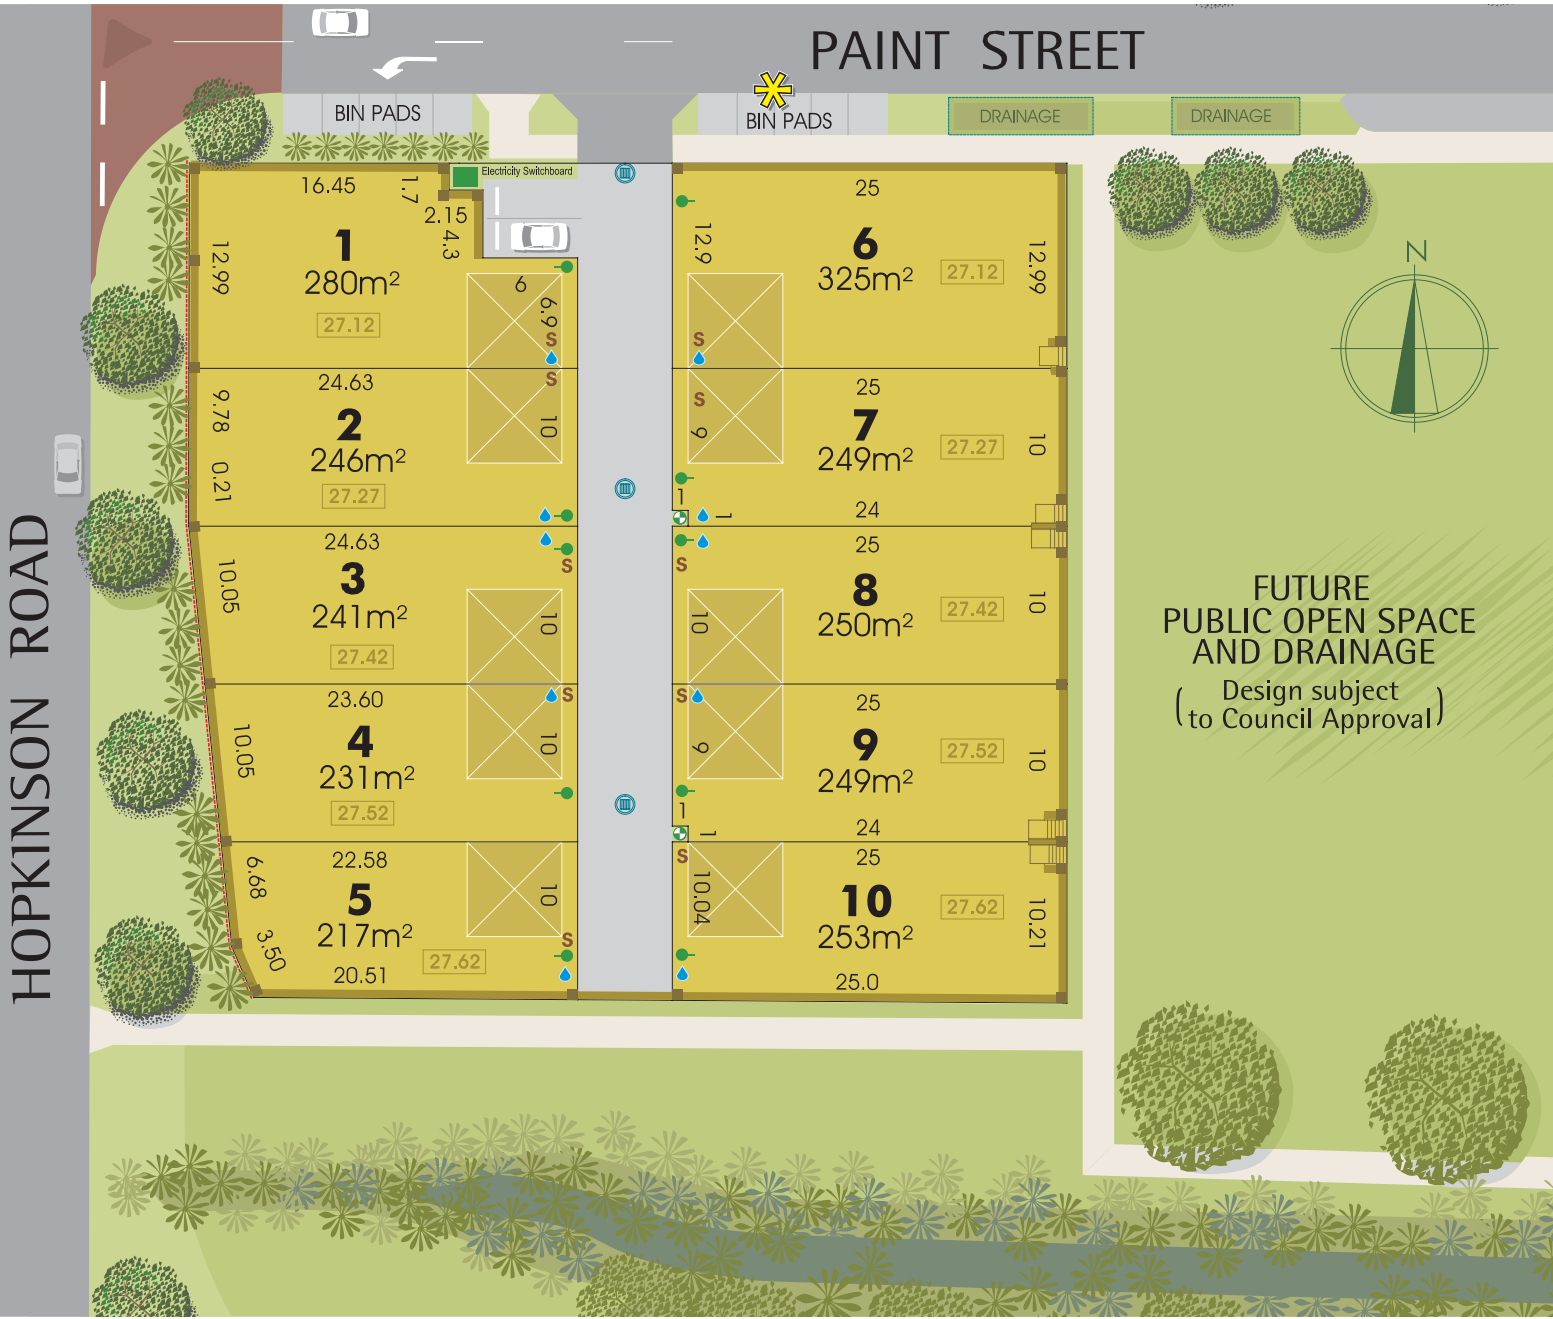 PAINT STREET
BIN PADS
BIN PADS
DRAINAGE
DRAINAGE
Electricity Switchboard
16.45
1.7
2.15
4.3
12.99
1
280m²
27.12
6
6.9
S
25
12.9
6
325m²
27.12
12.99
S
N
24.63
9.78
0.21
2
246m²
27.27
S
10
25
S
9
7
249m²
27.27
10
1
1
24
24.63
10.05
3
241m²
27.42
S
10
25
S
10
8
250m²
27.42
10
23.60
10.05
4
231m²
27.52
S
10
25
S
9
9
249m²
27.52
10
1
1
24
22.58
6.68
3.50
5
217m²
27.62
10
S
20.51
25
S
10.04
10
253m²
27.62
10.21
25.0
HOPKINSON ROAD
FUTURE
PUBLIC OPEN SPACE
AND DRAINAGE
(Design subject
to Council Approval)